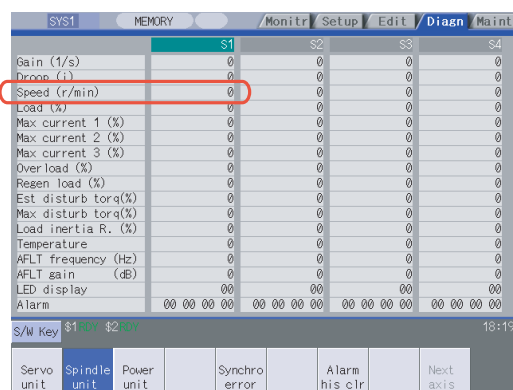 SYS1 MEMORY Monitr Setup Edit Diagn Maint
S1 S2 S3 S4
Gain (1/s) 0 0 0 0
Droop (i) 0 0 0 0
Speed (r/min) 0 0 0 0
Load (%) 0 0 0 0
Max current 1 (%) 0 0 0 0
Max current 2 (%) 0 0 0 0
Max current 3 (%) 0 0 0 0
Overload (%) 0 0 0 0
Regen load (%) 0 0 0 0
Est disturb torq(%) 0 0 0 0
Max disturb torq(%) 0 0 0 0
Load inertia R. (%) 0 0 0 0
Temperature 0 0 0 0
AFLT frequency (Hz) 0 0 0 0
AFLT gain (dB) 0 0 0 0
LED display 00 00 00 00
Alarm 00 00 00 00 00 00 00 00 00 00 00 00 00 00 00 00
S/W Key $1 RDY $2 18:19
Servo unit Spindle unit Power unit Synchro error Alarm his clr Next axis